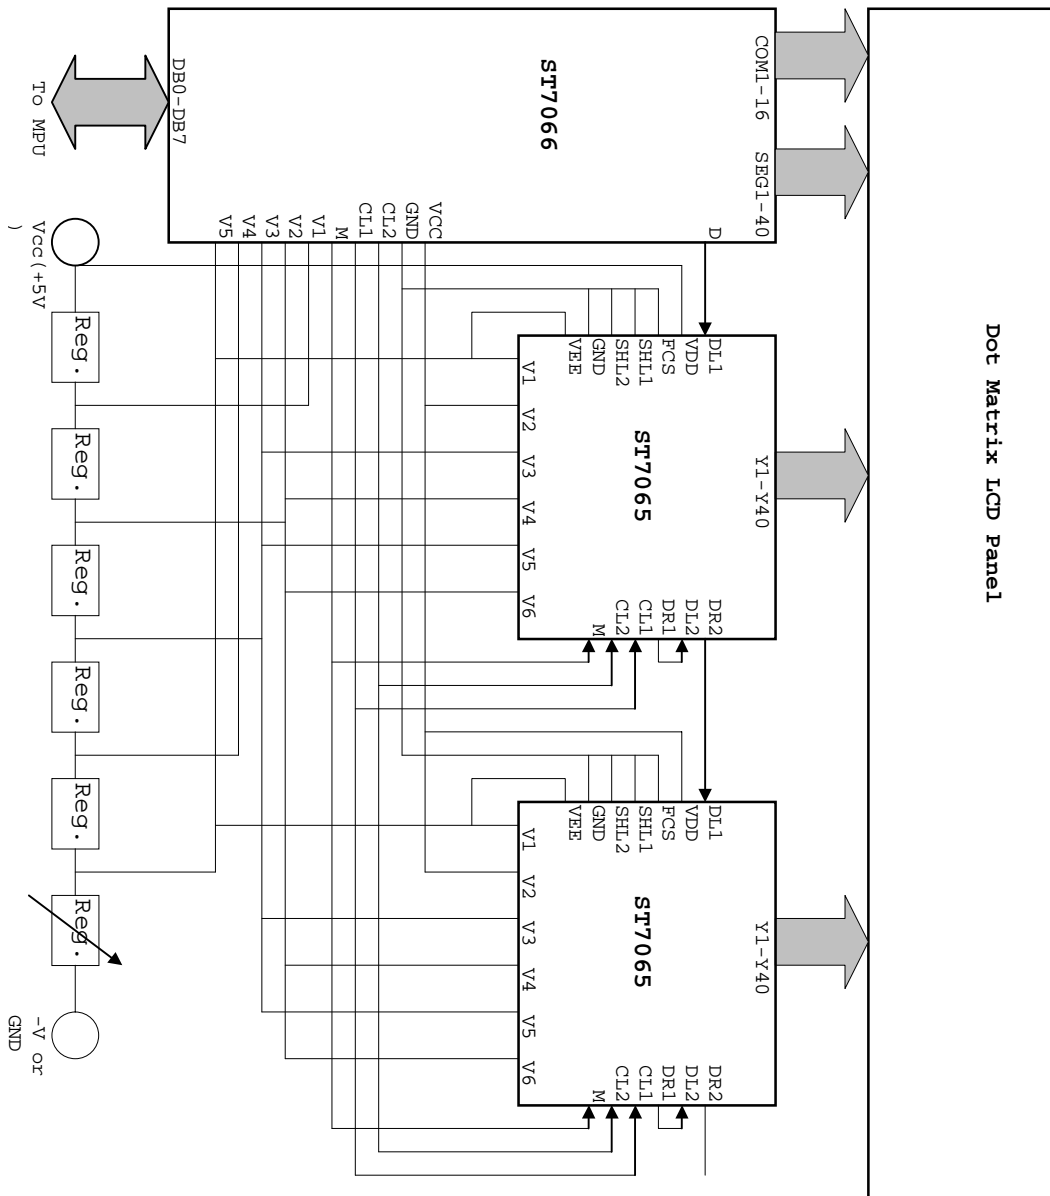 Dot Matrix LCD Panel
COM1-16
SEG1-40
ST7066
DB0-DB7
To MPU
V5
V4
V3
V2
V1
M
CL1
CL2
GND
VCC
D
Vcc(+5V
)
Reg.
Reg.
Reg.
Reg.
Reg.
Reg.
-V or
GND
VEE
GND
SHL2
SHL1
FCS
VDD
DL1
V1
V2
V3
V4
V5
V6
ST7065
Y1-Y40
M
CL2
CL1
DR1
DL2
DR2
VEE
GND
SHL2
SHL1
FCS
VDD
DL1
V1
V2
V3
V4
V5
V6
ST7065
Y1-Y40
M
CL2
CL1
DR1
DL2
DR2